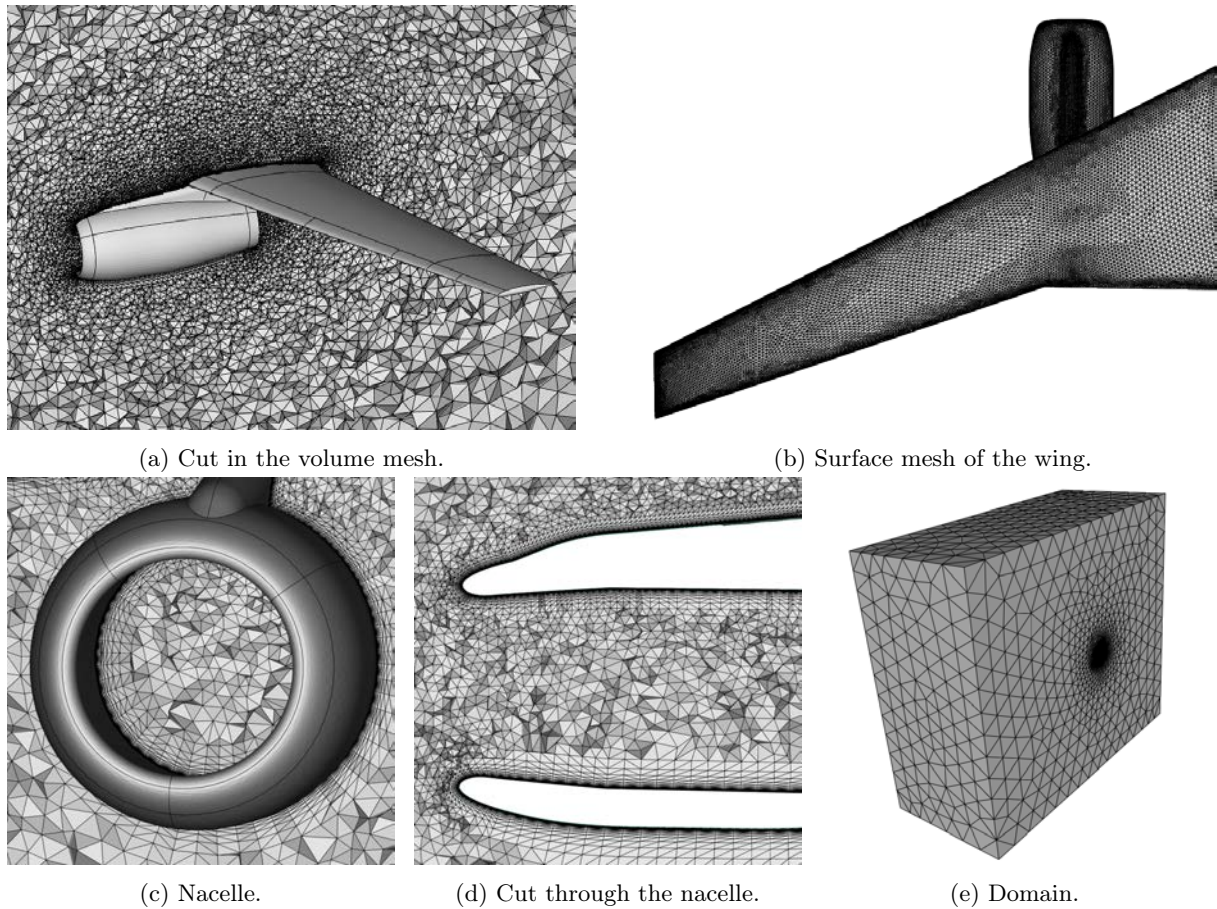 (a) Cut in the volume mesh.
(b) Surface mesh of the wing.
(c) Nacelle.
(d) Cut through the nacelle.
(e) Domain.